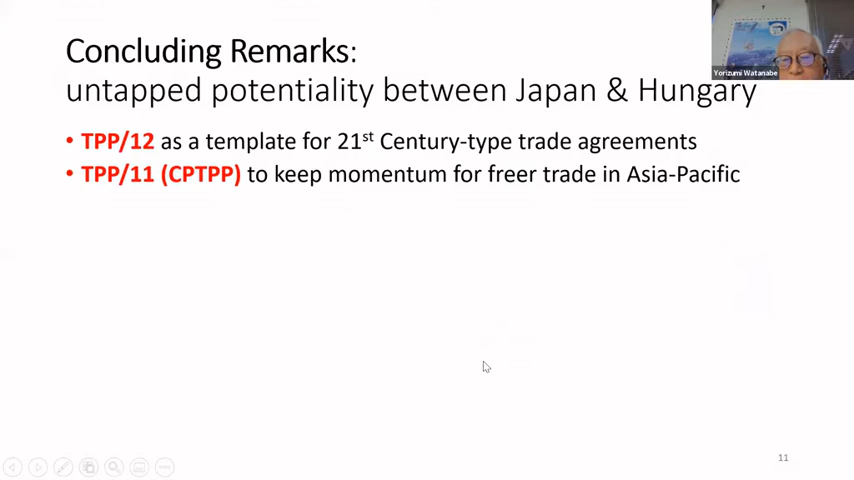 Concluding Remarks:
untapped potentiality between Japan & Hungary
• TPP/12 as a template for 21st Century-type trade agreements
• TPP/11 (CPTPP) to keep momentum for freer trade in Asia-Pacific
Yorizumi Watanabe
11